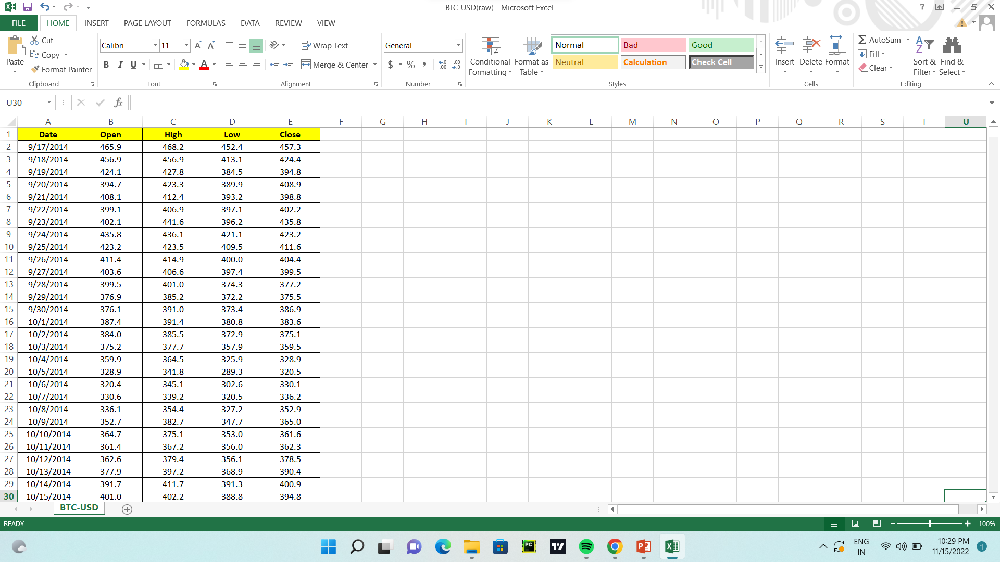 BTC-USD(raw) - Microsoft Excel
FILE HOME INSERT PAGE LAYOUT FORMULAS DATA REVIEW VIEW
Paste
Cut
Copy
Format Painter
Clipboard
Calibri 11
B I U
Font
Wrap Text
Merge & Center
Alignment
General
$ % ,
Number
Conditional Formatting
Format as Table
Normal Bad Good
Neutral Calculation Check Cell
Styles
Insert Delete Format
Cells
AutoSum
Fill
Clear
Sort & Filter
Find & Select
Editing
U30
fx
A B C D E F G H I J K L M N O P Q R S T U
1 Date Open High Low Close
2 9/17/2014 465.9 468.2 452.4 457.3
3 9/18/2014 456.9 456.9 413.1 424.4
4 9/19/2014 424.1 427.8 384.5 394.8
5 9/20/2014 394.7 423.3 389.9 408.9
6 9/21/2014 408.1 412.4 393.2 398.8
7 9/22/2014 399.1 406.9 397.1 402.2
8 9/23/2014 402.1 441.6 396.2 435.8
9 9/24/2014 435.8 436.1 421.1 423.2
10 9/25/2014 423.2 423.5 409.5 411.6
11 9/26/2014 411.4 414.9 400.0 404.4
12 9/27/2014 403.6 406.6 397.4 399.5
13 9/28/2014 399.5 401.0 374.3 377.2
14 9/29/2014 376.9 385.2 372.2 375.5
15 9/30/2014 376.1 391.0 373.4 386.9
16 10/1/2014 387.4 391.4 380.8 383.6
17 10/2/2014 384.0 385.5 372.9 375.1
18 10/3/2014 375.2 377.7 357.9 359.5
19 10/4/2014 359.9 364.5 325.9 328.9
20 10/5/2014 328.9 341.8 289.3 320.5
21 10/6/2014 320.4 345.1 302.6 330.1
22 10/7/2014 330.6 339.2 320.5 336.2
23 10/8/2014 336.1 354.4 327.2 352.9
24 10/9/2014 352.7 382.7 347.7 365.0
25 10/10/2014 364.7 375.1 353.0 361.6
26 10/11/2014 361.4 367.2 356.0 362.3
27 10/12/2014 362.6 379.4 356.1 378.5
28 10/13/2014 377.9 397.2 368.9 390.4
29 10/14/2014 391.7 411.7 391.3 400.9
30 10/15/2014 401.0 402.2 388.8 394.8
BTC-USD
READY
100%
ENG
IN
10:29 PM
11/15/2022
1